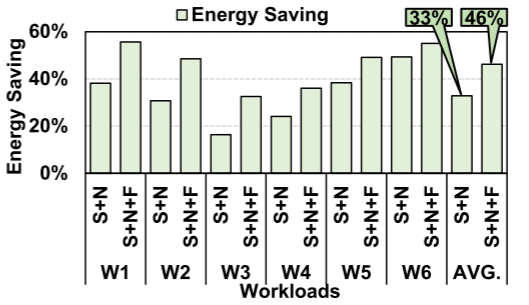 Energy Saving
33%
46%
60%
40%
20%
0%
Energy Saving
S+N
S+N+F
S+N
S+N+F
S+N
S+N+F
S+N
S+N+F
S+N
S+N+F
S+N
S+N+F
S+N
S+N+F
W1 W2 W3 W4 W5 W6 AVG.
Workloads